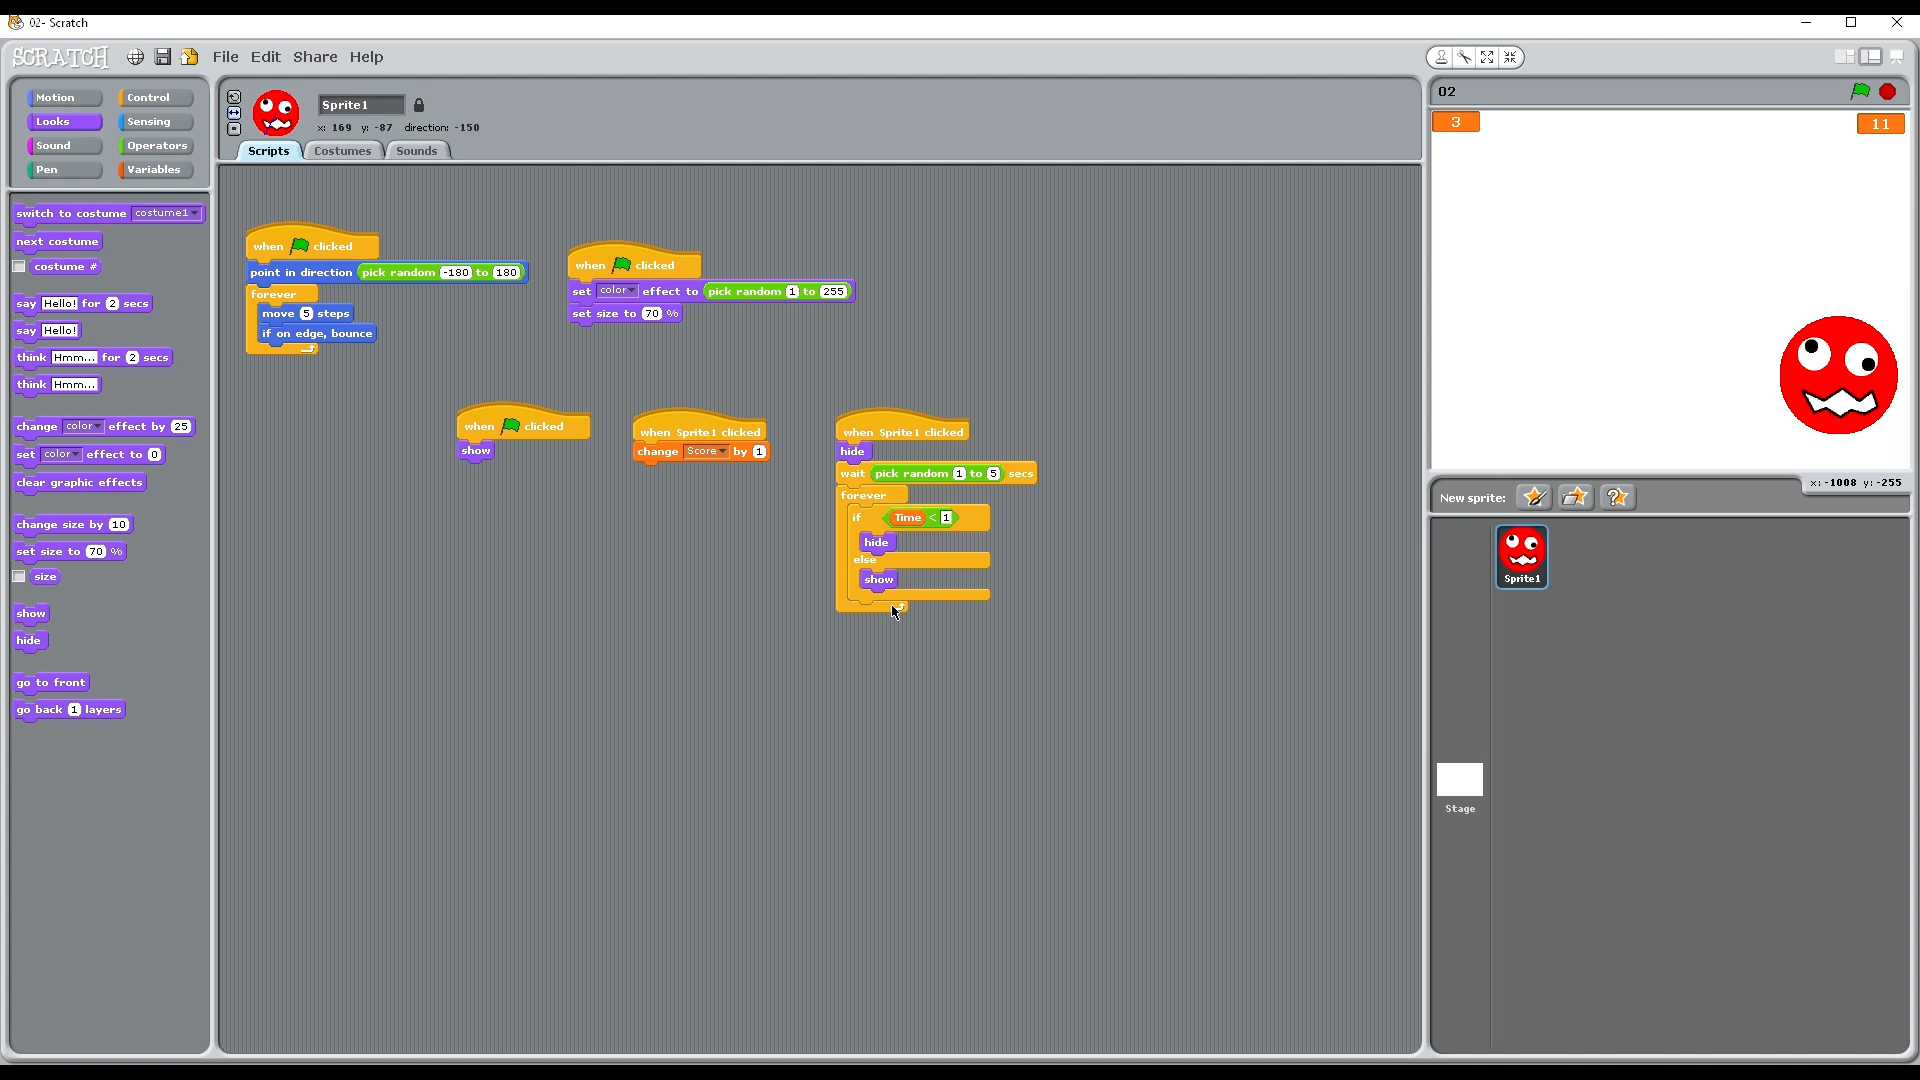 02- Scratch
SCRATCH File Edit Share Help
Motion Control
Looks Sensing
Sound Operators
Pen Variables
switch to costume costume1
next costume
costume #
say Hello! for 2 secs
say Hello!
think Hmm... for 2 secs
think Hmm...
change color effect by 25
set color effect to 0
clear graphic effects
change size by 10
set size to 70 %
size
show
hide
go to front
go back 1 layers
Sprite1
x: 169 y: -87 direction: -150
Scripts Costumes Sounds
when clicked
point in direction pick random -180 to 180
forever
move 5 steps
if on edge, bounce
when clicked
set color effect to pick random 1 to 255
set size to 70 %
when clicked
show
when Sprite1 clicked
change Score by 1
when Sprite1 clicked
hide
wait pick random 1 to 5 secs
forever
if Time < 1
hide
else
show
02
3 11
x: -1008 y: -255
New sprite:
Sprite1
Stage